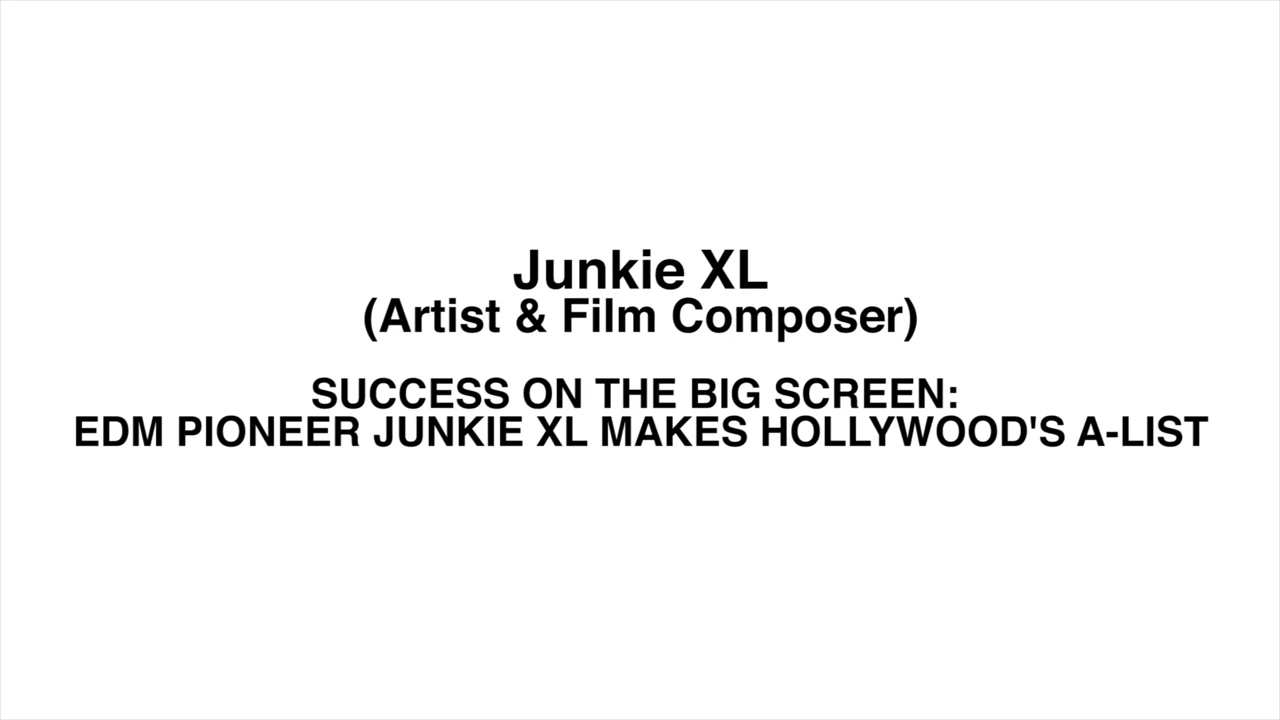 Junkie XL
(Artist & Film Composer)
SUCCESS ON THE BIG SCREEN:
EDM PIONEER JUNKIE XL MAKES HOLLYWOOD'S A-LIST